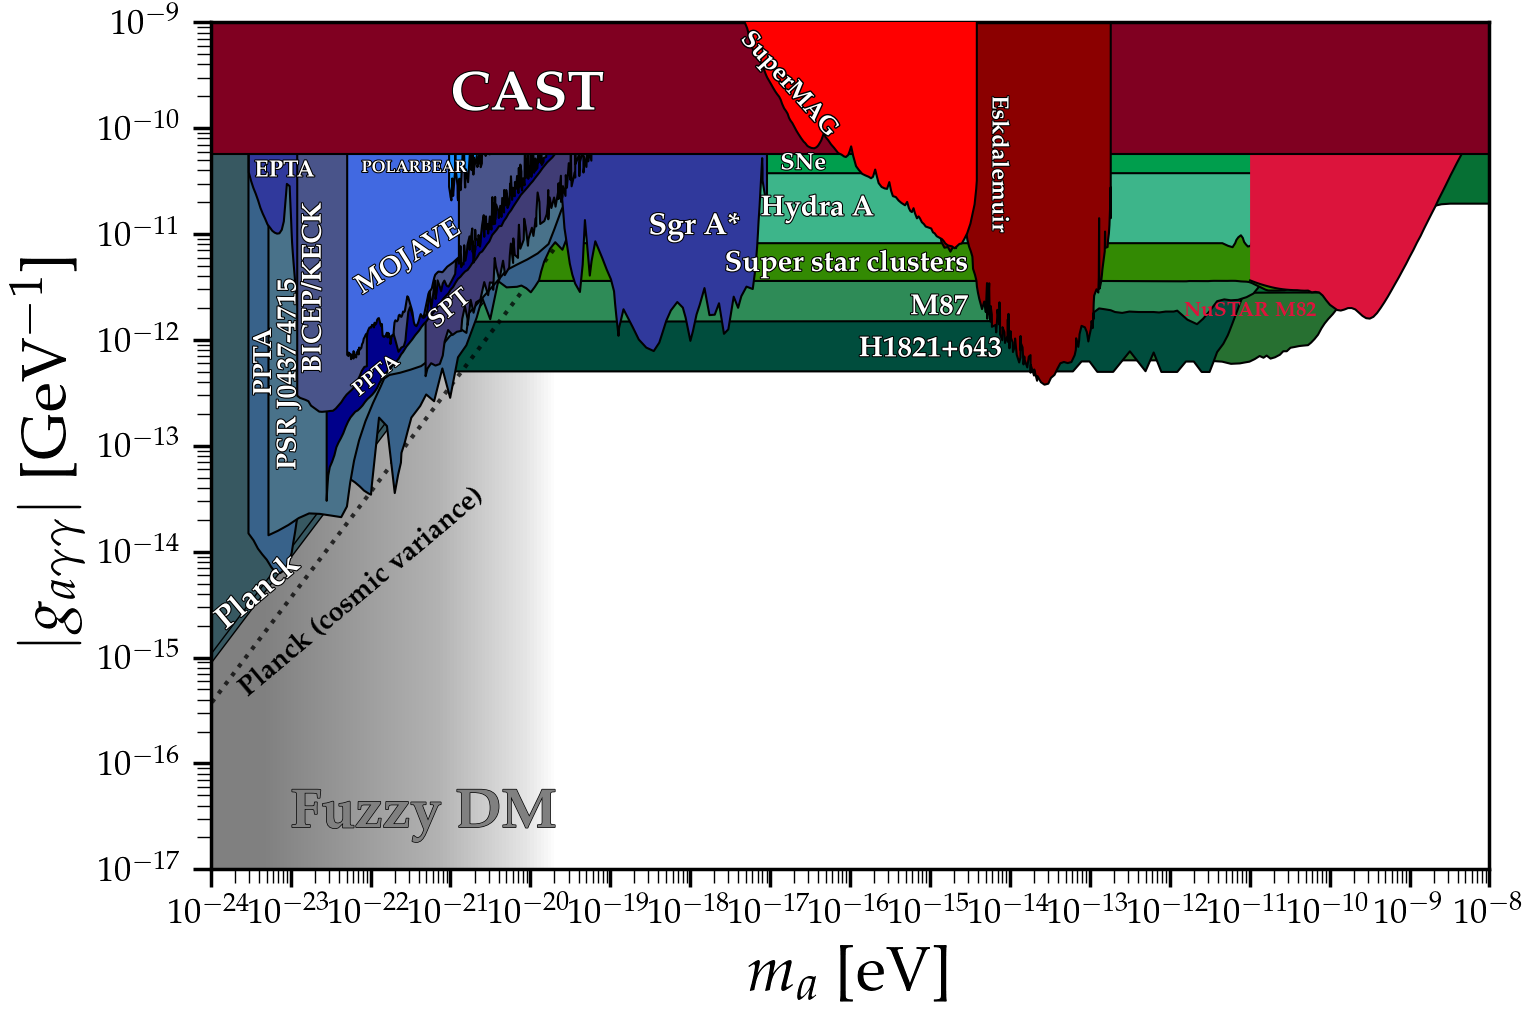 10⁻⁹
10⁻¹⁰
10⁻¹¹
10⁻¹²
10⁻¹³
10⁻¹⁴
10⁻¹⁵
10⁻¹⁶
10⁻¹⁷
|g_aγγ| [GeV⁻¹]
CAST
SuperMAG
Eskdalemuir
EPTA
POLARBEAR
SNe
Hydra A
Sgr A*
BICEP/KECK
MOJAVE
Super star clusters
PPTA
PSR J0437-4715
SPT
M87
NuSTAR M82
H1821+643
PPTA
Planck
Planck (cosmic variance)
Fuzzy DM
10⁻²⁴ 10⁻²³ 10⁻²² 10⁻²¹ 10⁻²⁰ 10⁻¹⁹ 10⁻¹⁸ 10⁻¹⁷ 10⁻¹⁶ 10⁻¹⁵ 10⁻¹⁴ 10⁻¹³ 10⁻¹² 10⁻¹¹ 10⁻¹⁰ 10⁻⁹ 10⁻⁸
m_a [eV]